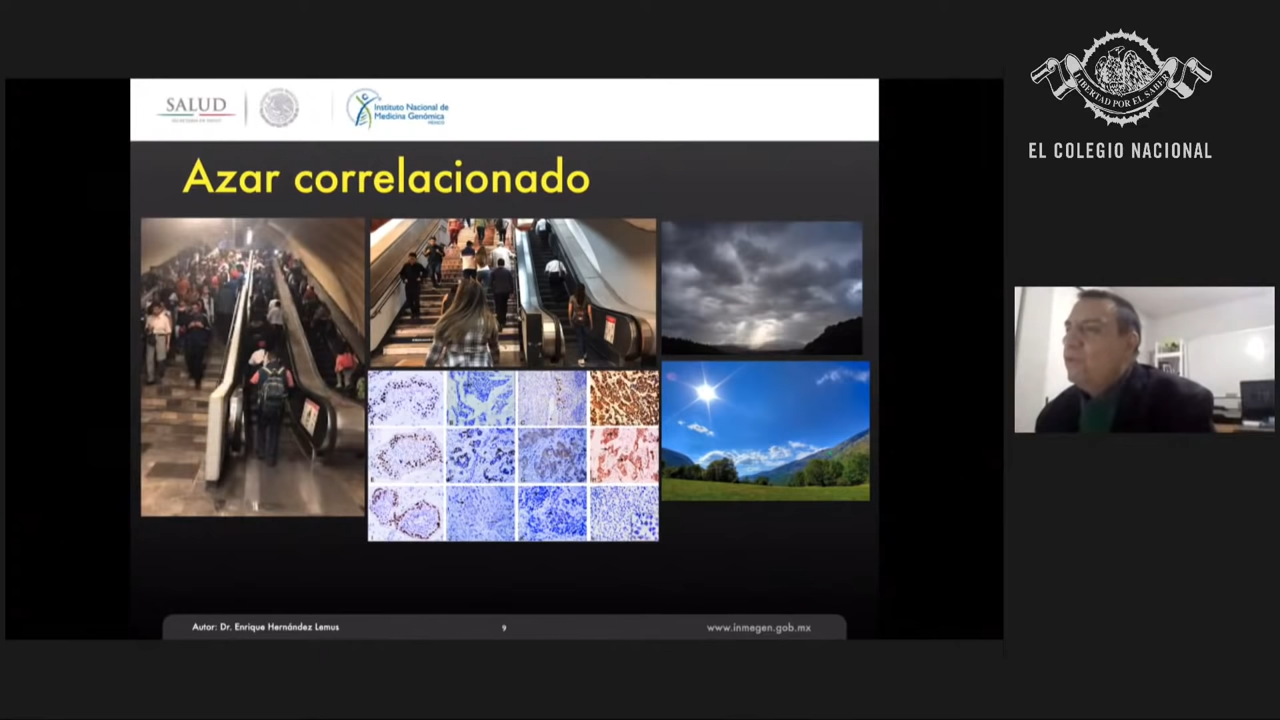 SALUD
SECRETARÍA DE SALUD
Instituto Nacional de
Medicina Genómica
MÉXICO
Azar correlacionado
Autor: Dr. Enrique Hernández Lemus
9
www.inmegen.gob.mx
LIBERTAD POR EL SABER
EL COLEGIO NACIONAL